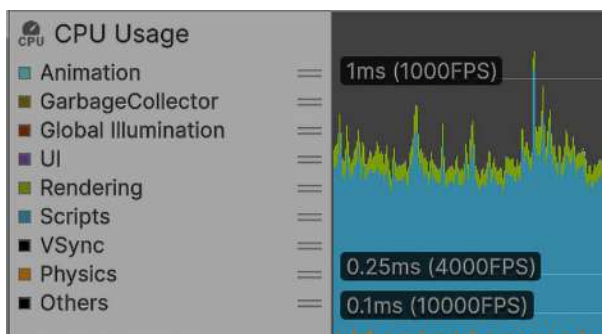 CPU
CPU Usage
Animation
GarbageCollector
Global Illumination
UI
Rendering
Scripts
VSync
Physics
Others
1ms (1000FPS)
0.25ms (4000FPS)
0.1ms (10000FPS)